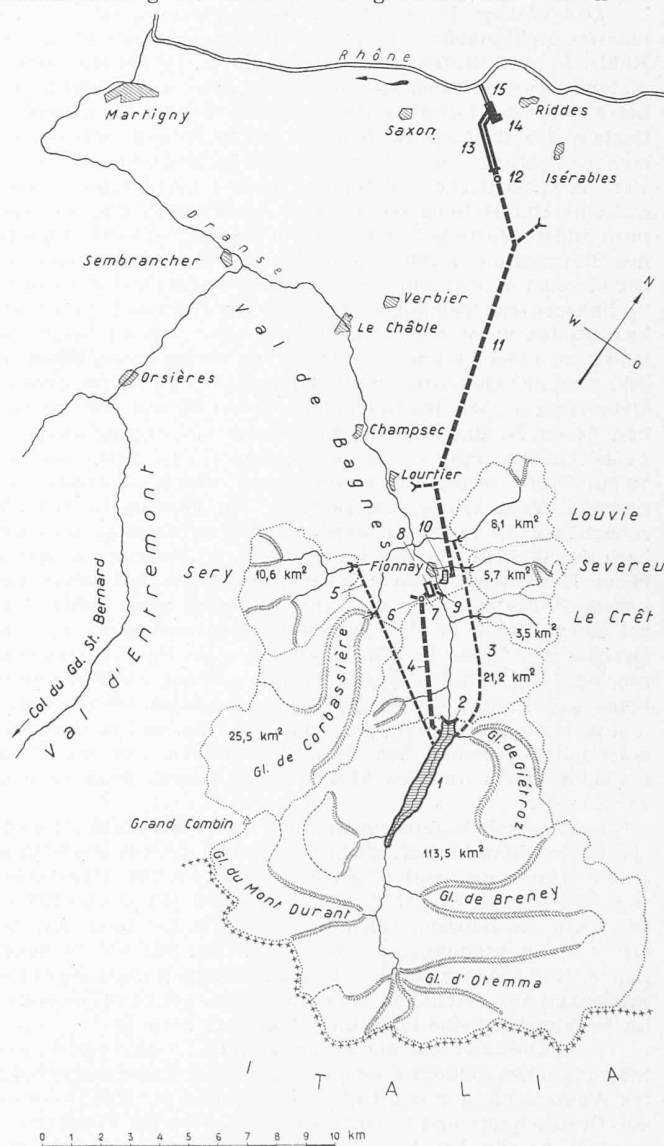 Rhône
Martigny
Saxon
15
Riddes
14
13
12
Isérables
Dranse
Sembrancher
Verbier
Le Châble
N
W
O
11
Orsières
Val de Bagnes
Champsec
Lourtier
8,1 km²
Louvie
8
10
Sery
10,6 km²
Fionnay
5,7 km²
Severeu
5
6
7
9
Le Crêt
3,5 km²
Col du Gd. St. Bernard
Val d'Entremont
4
3
21,2 km²
2
25,5 km²
Gl. de Corbassière
Gl. de Giétroz
1
Grand Combin
113,5 km²
Gl. du Mont Durant
Gl. de Breney
Gl. d'Otemma
I T A L I A
0 1 2 3 4 5 6 7 8 9 10 km